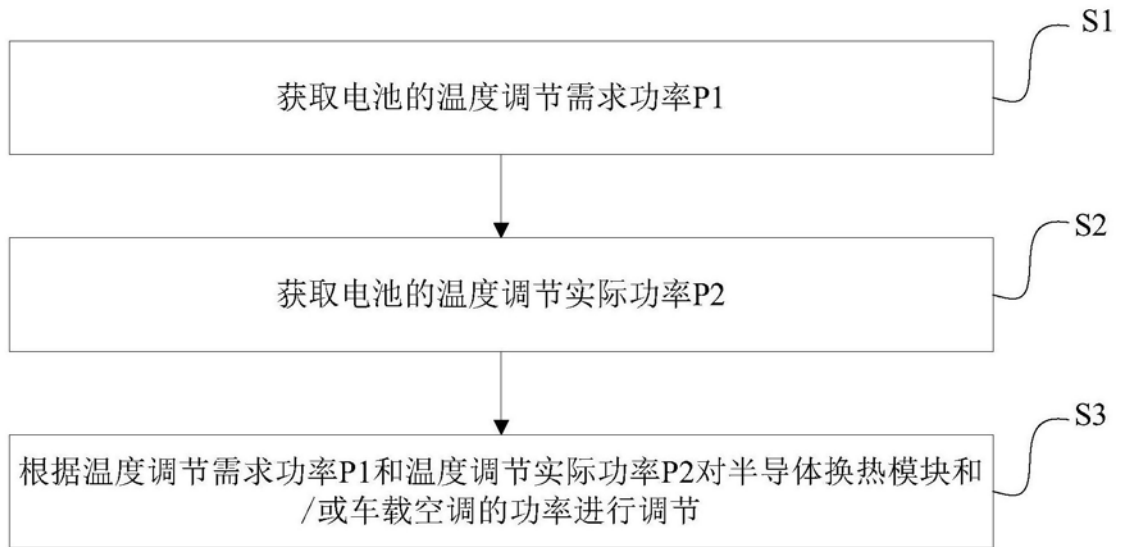 S1
获取电池的温度调节需求功率P1
S2
获取电池的温度调节实际功率P2
S3
根据温度调节需求功率P1和温度调节实际功率P2对半导体换热模块和
/或车载空调的功率进行调节